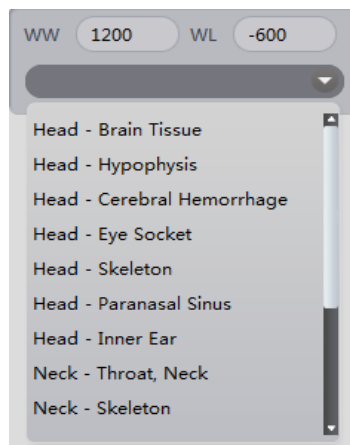 WW 1200 WL -600
Head - Brain Tissue
Head - Hypophysis
Head - Cerebral Hemorrhage
Head - Eye Socket
Head - Skeleton
Head - Paranasal Sinus
Head - Inner Ear
Neck - Throat, Neck
Neck - Skeleton